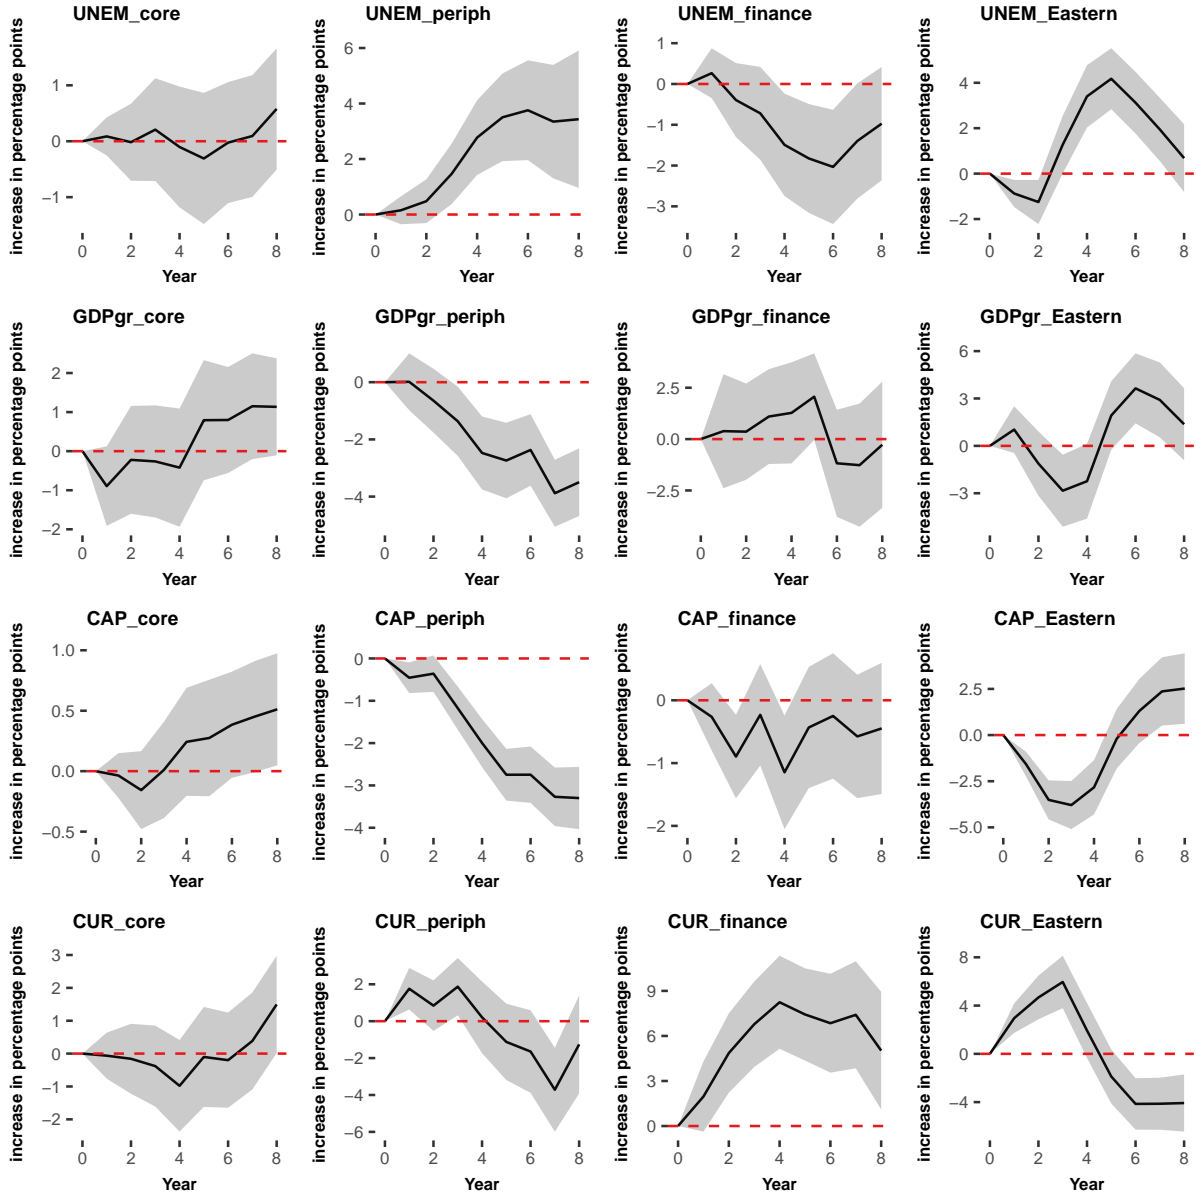 UNEM_core
UNEM_periph
UNEM_finance
UNEM_Eastern
increase in percentage points
1
0
−1
0 2 4 6 8
Year
increase in percentage points
6
4
2
0
0 2 4 6 8
Year
increase in percentage points
1
0
−1
−2
−3
0 2 4 6 8
Year
increase in percentage points
4
2
0
−2
0 2 4 6 8
Year
GDPgr_core
GDPgr_periph
GDPgr_finance
GDPgr_Eastern
increase in percentage points
2
1
0
−1
−2
0 2 4 6 8
Year
increase in percentage points
0
−2
−4
0 2 4 6 8
Year
increase in percentage points
2.5
0.0
−2.5
0 2 4 6 8
Year
increase in percentage points
6
3
0
−3
0 2 4 6 8
Year
CAP_core
CAP_periph
CAP_finance
CAP_Eastern
increase in percentage points
1.0
0.5
0.0
−0.5
0 2 4 6 8
Year
increase in percentage points
0
−1
−2
−3
−4
0 2 4 6 8
Year
increase in percentage points
0
−1
−2
0 2 4 6 8
Year
increase in percentage points
2.5
0.0
−2.5
−5.0
0 2 4 6 8
Year
CUR_core
CUR_periph
CUR_finance
CUR_Eastern
increase in percentage points
3
2
1
0
−1
−2
0 2 4 6 8
Year
increase in percentage points
2
0
−2
−4
−6
0 2 4 6 8
Year
increase in percentage points
9
6
3
0
0 2 4 6 8
Year
increase in percentage points
8
4
0
−4
0 2 4 6 8
Year